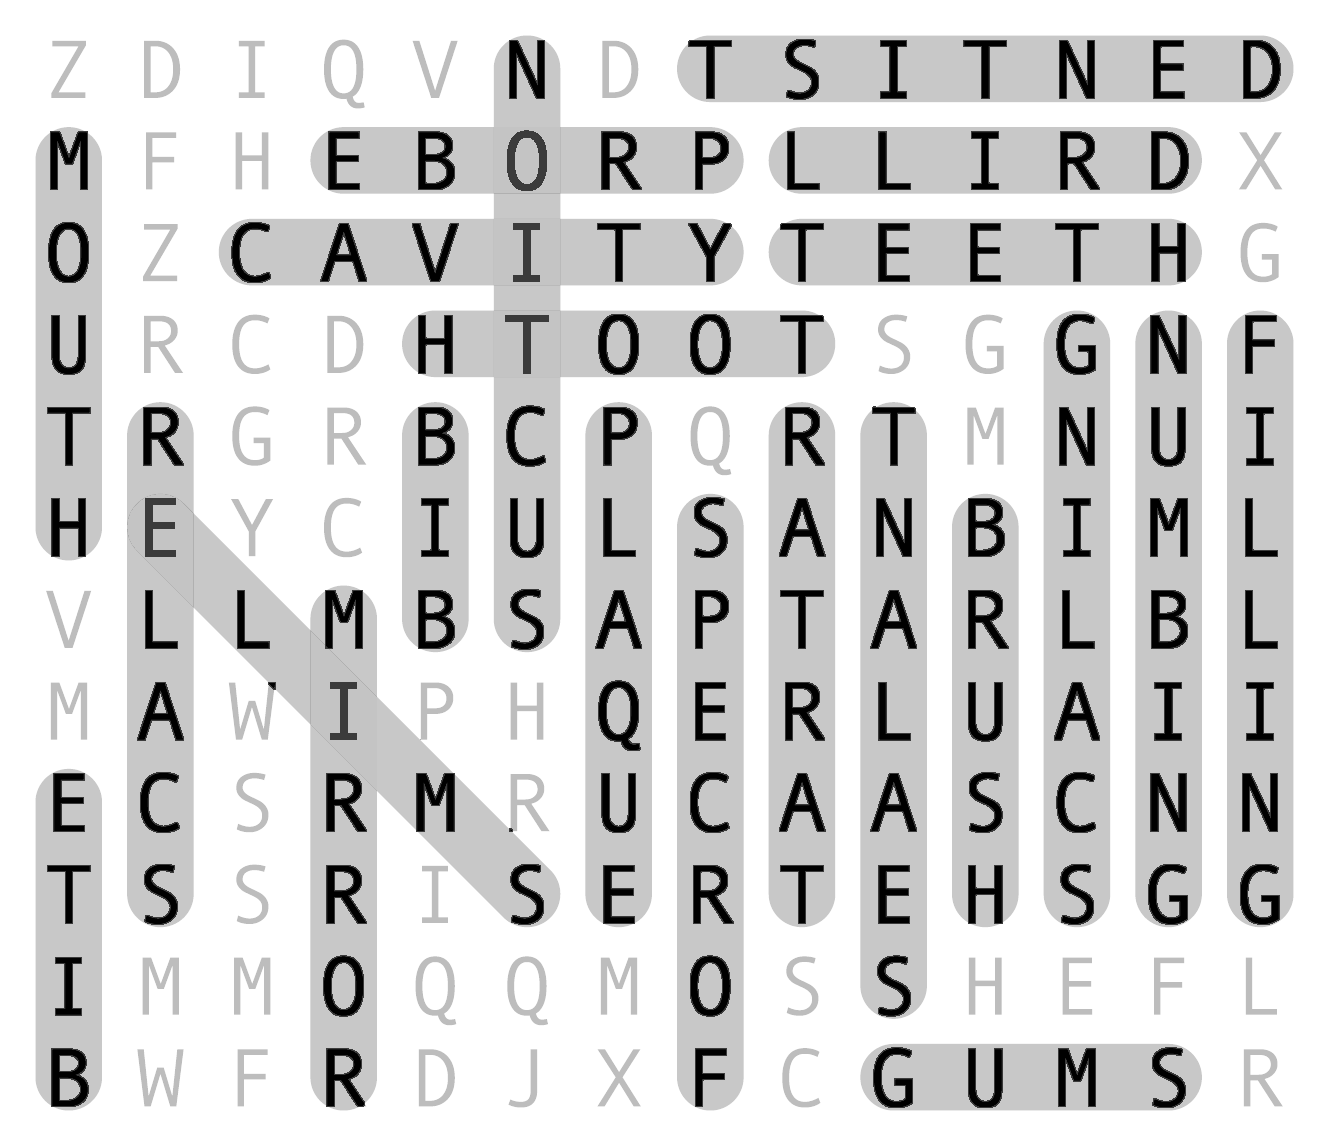 Z D I Q V N D T S I T N E D
M F H E B O R P L L I R D X
O Z C A V I T Y T E E T H G
U R C D H T O O T S G G N F
T R G R B C P Q R T M N U I
H E Y C I U L S A N B I M L
V L L M B S A P T A R L B L
M A W I P H Q E R L U A I I
E C S R M R U C A A S C N N
T S S R I S E R T E H S G G
I M M O Q Q M O S S H E F L
B W F R D J X F C G U M S R